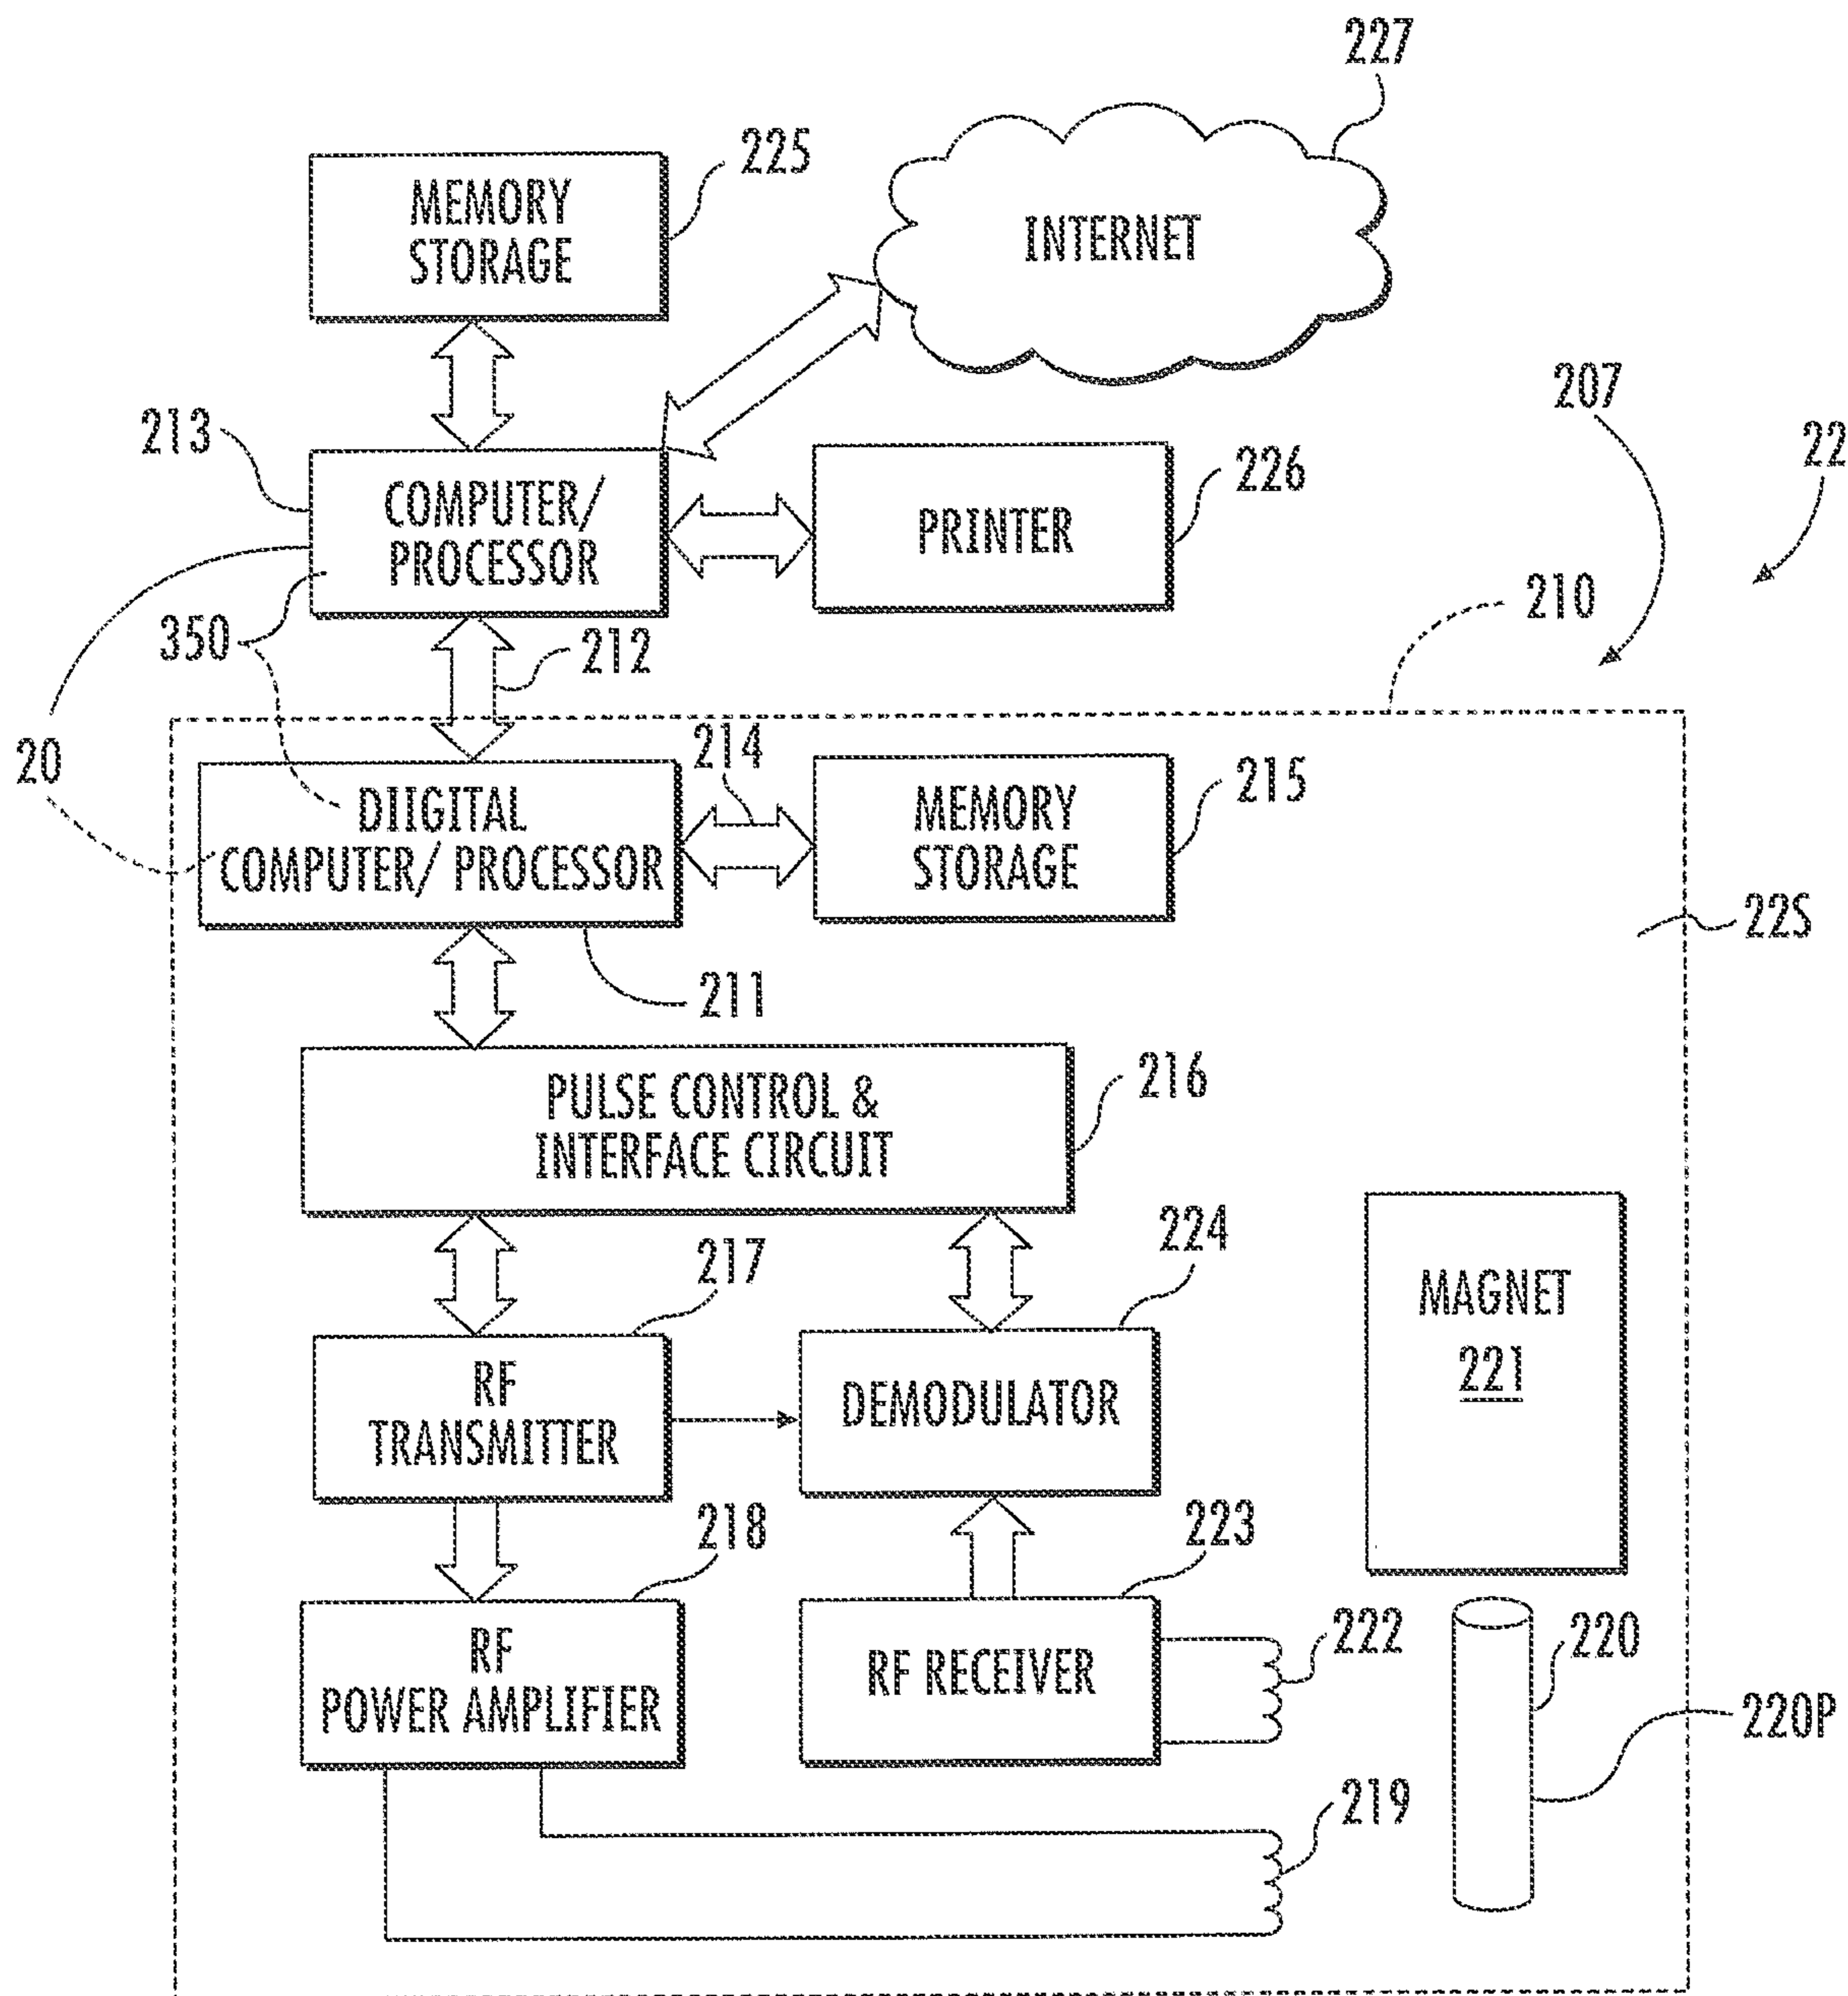 227
225
MEMORY
STORAGE
INTERNET
207
22
213
COMPUTER/
PROCESSOR
PRINTER
226
210
350
212
20
214
DIIGITAL
COMPUTER/ PROCESSOR
MEMORY
STORAGE
215
22S
211
PULSE CONTROL &
INTERFACE CIRCUIT
216
217
224
MAGNET
221
RF
TRANSMITTER
DEMODULATOR
218
223
RF
POWER AMPLIFIER
RF RECEIVER
222
220
220P
219